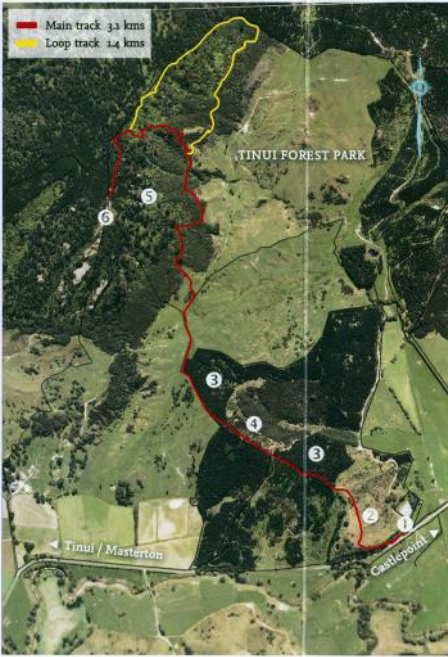 Main track 3.1 kms
Loop track 1.4 kms
TINUI FOREST PARK
5
6
3
4
3
2
1
Tinui / Masterton
Castlepoint